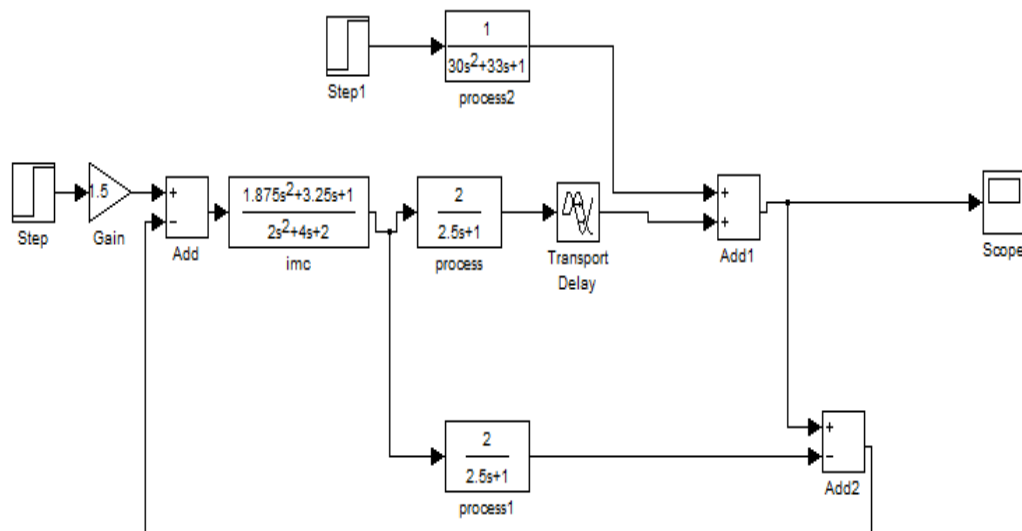 1
30s²+33s+1
Step1
process2
1.5
+
−
1.875s²+3.25s+1
2s²+4s+2
2
2.5s+1
+
+
Step
Gain
Add
imc
process
Transport
Delay
Add1
Scope
2
2.5s+1
process1
+
−
Add2